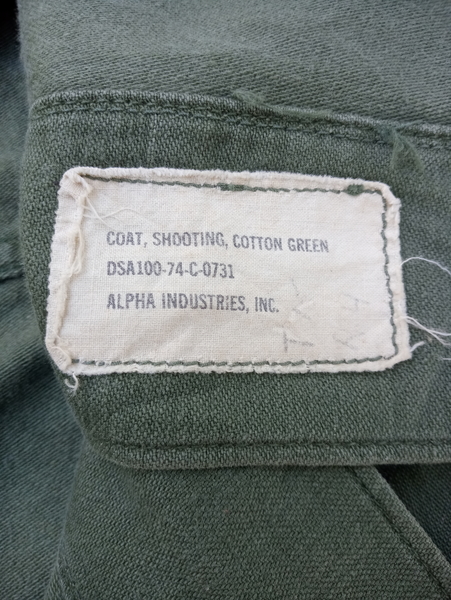 COAT, SHOOTING, COTTON GREEN
DSA100-74-C-0731
ALPHA INDUSTRIES, INC.